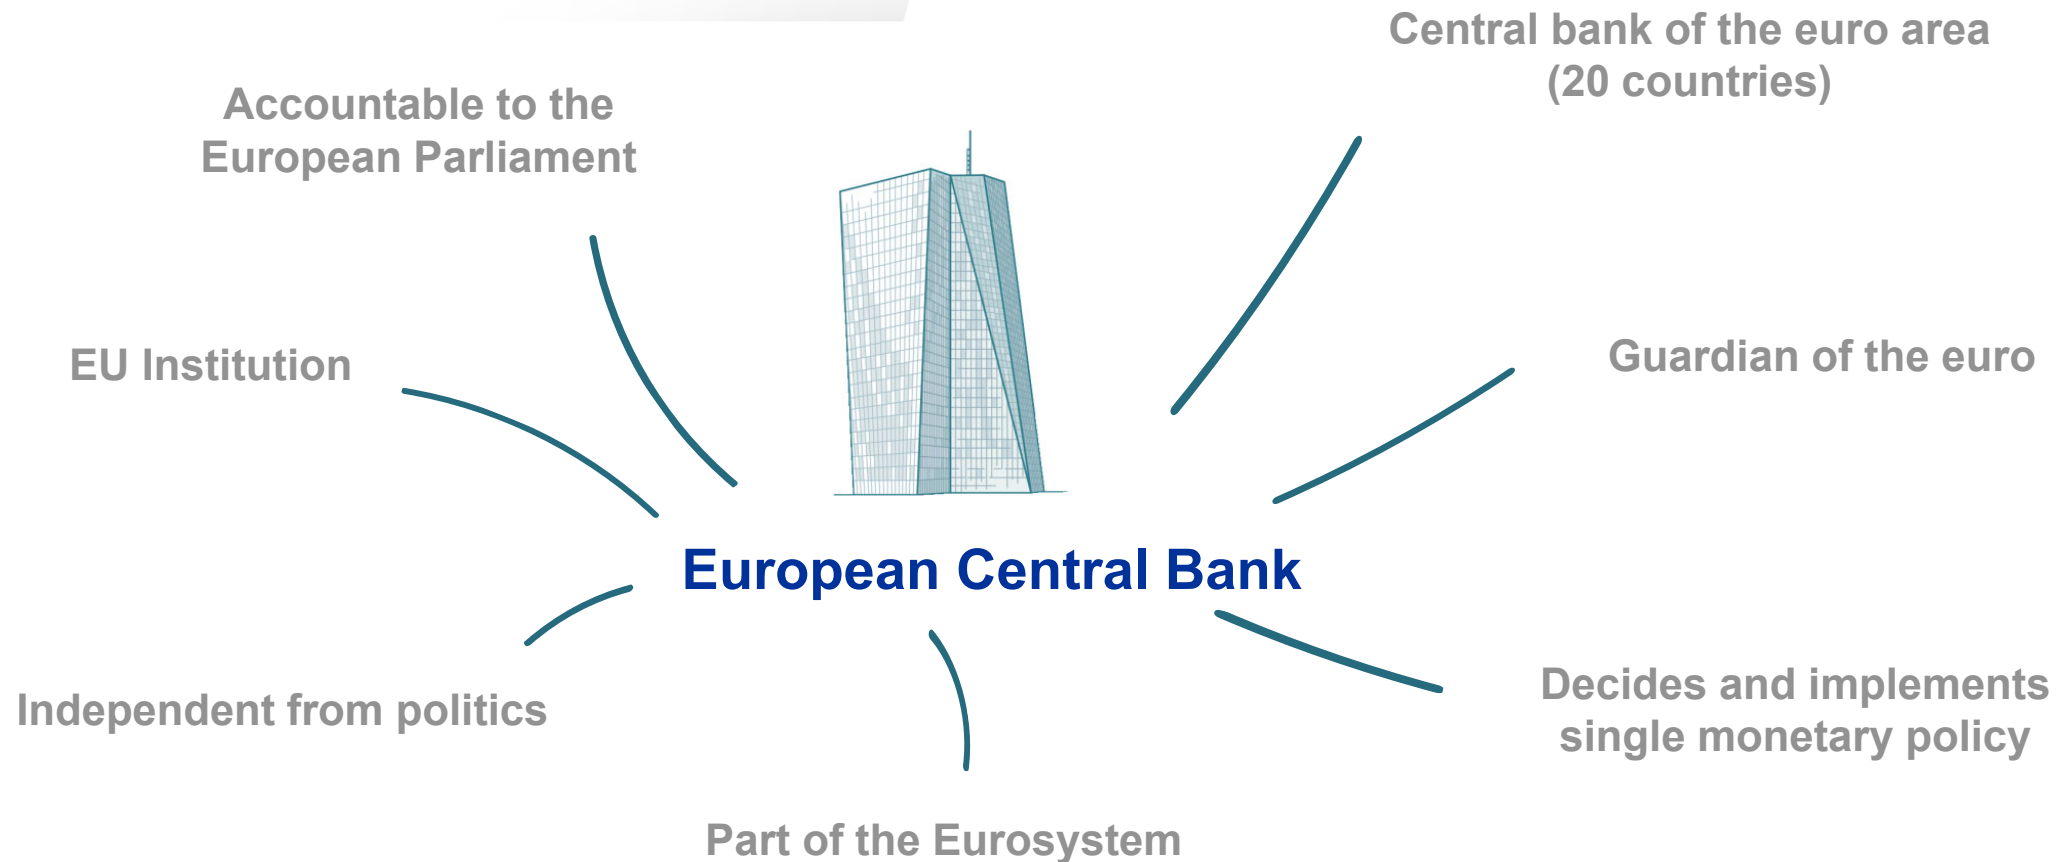 Central bank of the euro area
(20 countries)
Accountable to the
European Parliament
EU Institution
Guardian of the euro
European Central Bank
Independent from politics
Decides and implements
single monetary policy
Part of the Eurosystem